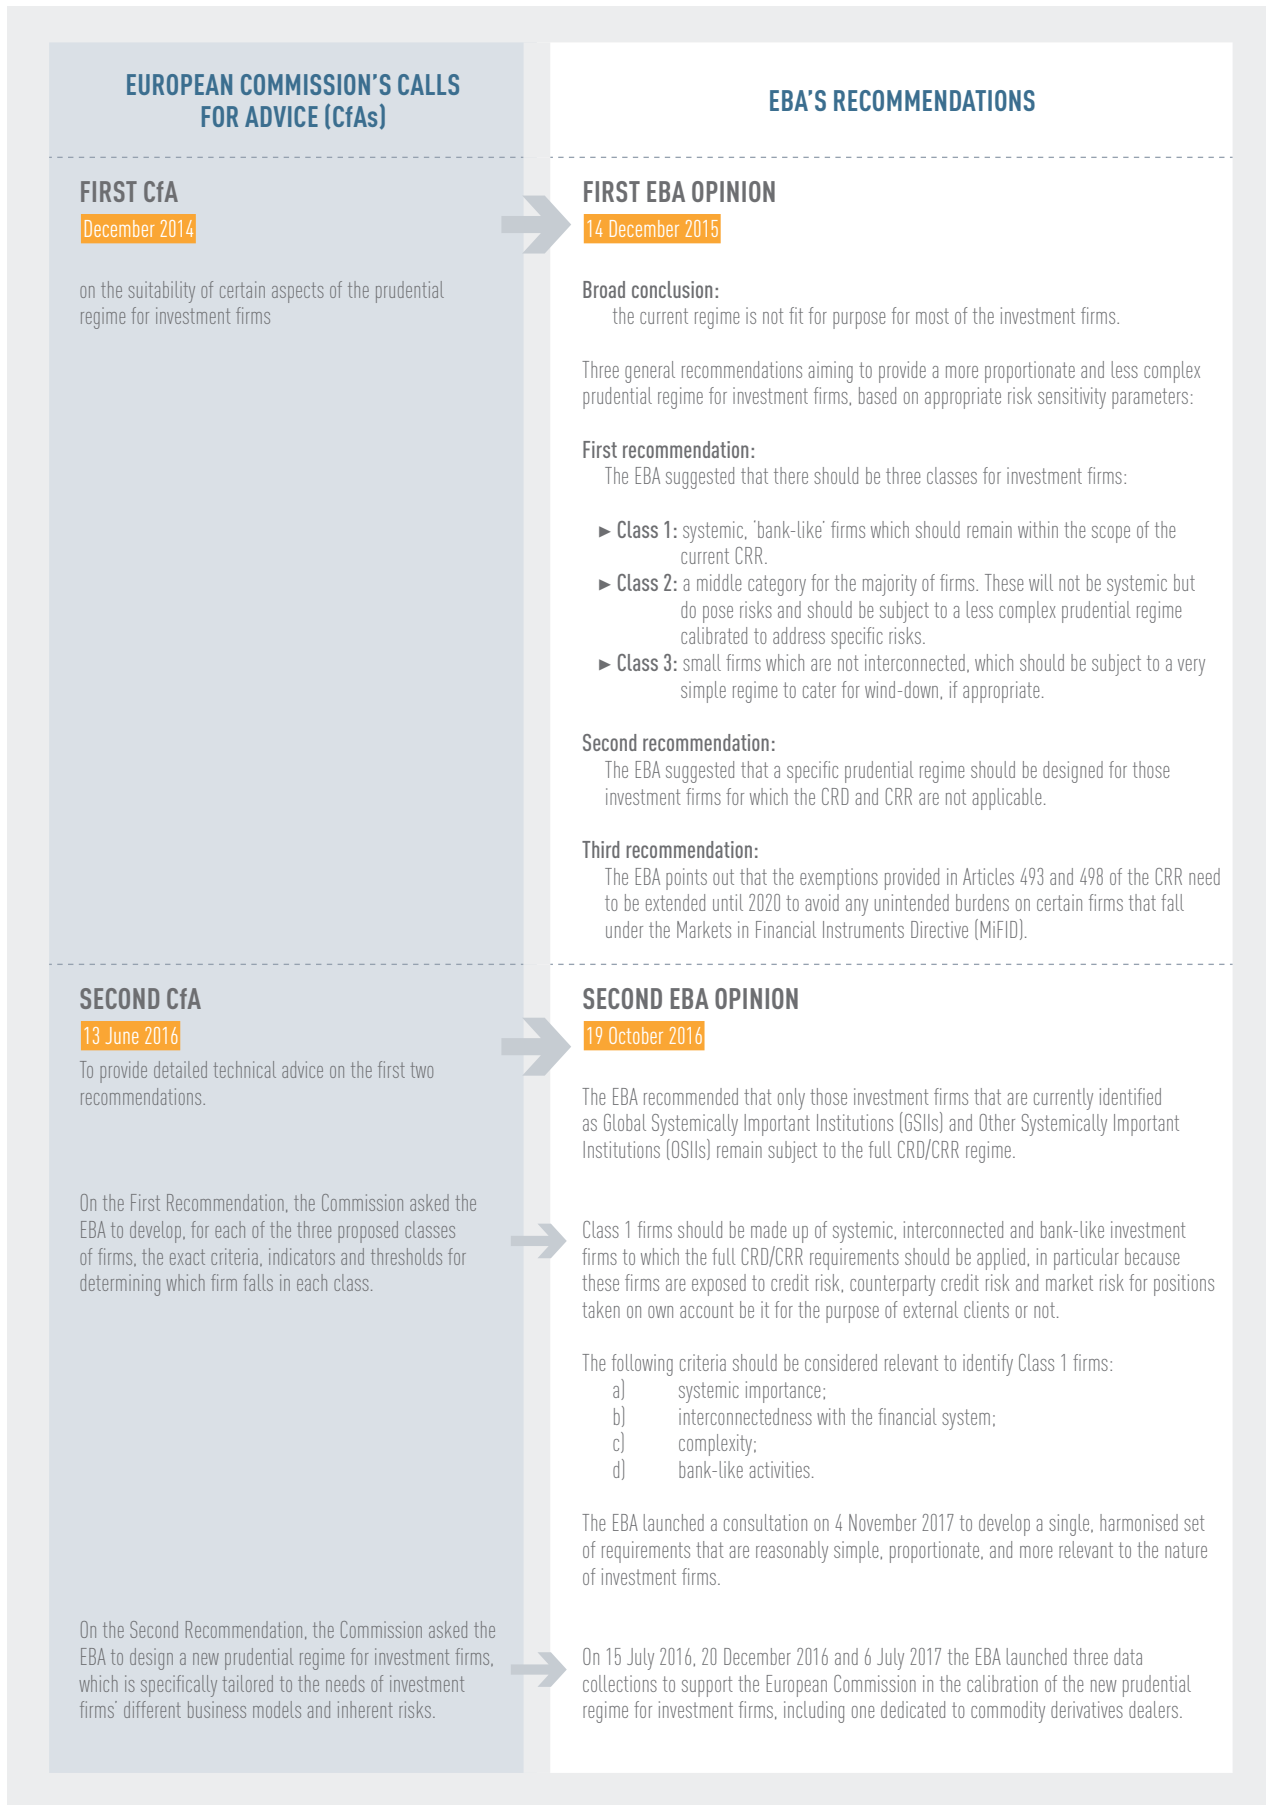 EUROPEAN COMMISSION'S CALLS
FOR ADVICE (CfAs)
EBA'S RECOMMENDATIONS
FIRST CfA
December 2014
on the suitability of certain aspects of the prudential
regime for investment firms
FIRST EBA OPINION
14 December 2015
Broad conclusion:
the current regime is not fit for purpose for most of the investment firms.
Three general recommendations aiming to provide a more proportionate and less complex
prudential regime for investment firms, based on appropriate risk sensitivity parameters:
First recommendation:
The EBA suggested that there should be three classes for investment firms:
► Class 1: systemic, 'bank-like' firms which should remain within the scope of the
current CRR.
► Class 2: a middle category for the majority of firms. These will not be systemic but
do pose risks and should be subject to a less complex prudential regime
calibrated to address specific risks.
► Class 3: small firms which are not interconnected, which should be subject to a very
simple regime to cater for wind-down, if appropriate.
Second recommendation:
The EBA suggested that a specific prudential regime should be designed for those
investment firms for which the CRD and CRR are not applicable.
Third recommendation:
The EBA points out that the exemptions provided in Articles 493 and 498 of the CRR need
to be extended until 2020 to avoid any unintended burdens on certain firms that fall
under the Markets in Financial Instruments Directive (MiFID).
SECOND CfA
13 June 2016
To provide detailed technical advice on the first two
recommendations.
On the First Recommendation, the Commission asked the
EBA to develop, for each of the three proposed classes
of firms, the exact criteria, indicators and thresholds for
determining which firm falls in each class.
On the Second Recommendation, the Commission asked the
EBA to design a new prudential regime for investment firms,
which is specifically tailored to the needs of investment
firms' different business models and inherent risks.
SECOND EBA OPINION
19 October 2016
The EBA recommended that only those investment firms that are currently identified
as Global Systemically Important Institutions (GSIIs) and Other Systemically Important
Institutions (OSIIs) remain subject to the full CRD/CRR regime.
Class 1 firms should be made up of systemic, interconnected and bank-like investment
firms to which the full CRD/CRR requirements should be applied, in particular because
these firms are exposed to credit risk, counterparty credit risk and market risk for positions
taken on own account be it for the purpose of external clients or not.
The following criteria should be considered relevant to identify Class 1 firms:
a) systemic importance;
b) interconnectedness with the financial system;
c) complexity;
d) bank-like activities.
The EBA launched a consultation on 4 November 2017 to develop a single, harmonised set
of requirements that are reasonably simple, proportionate, and more relevant to the nature
of investment firms.
On 15 July 2016, 20 December 2016 and 6 July 2017 the EBA launched three data
collections to support the European Commission in the calibration of the new prudential
regime for investment firms, including one dedicated to commodity derivatives dealers.